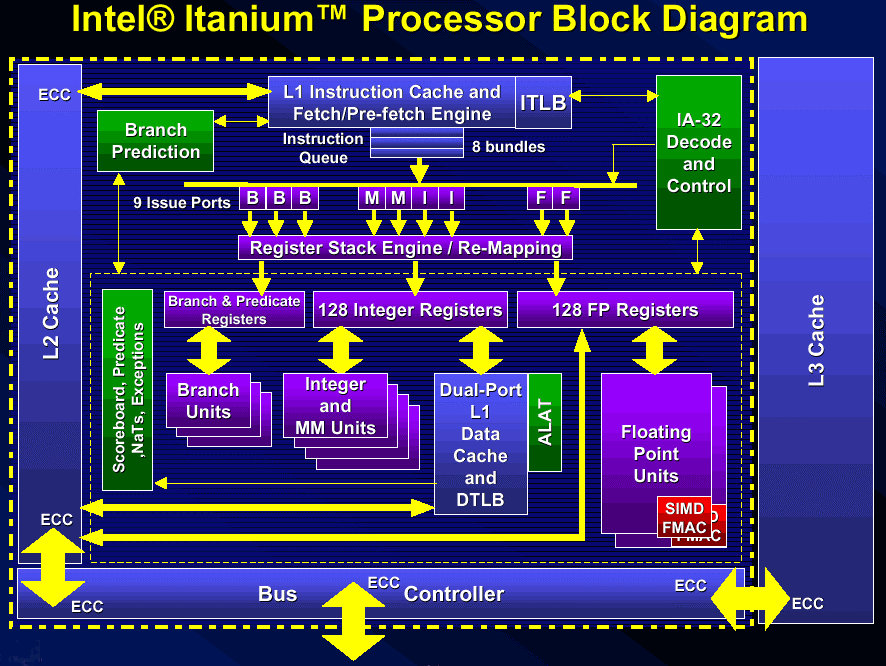 Intel® Itanium™ Processor Block Diagram
ECC
L1 Instruction Cache and
Fetch/Pre-fetch Engine
ITLB
IA-32
Decode
and
Control
Branch
Prediction
Instruction
Queue
8 bundles
9 Issue Ports
B B B M M I I F F
Register Stack Engine / Re-Mapping
L2 Cache
L3 Cache
Scoreboard, Predicate
,NaTs, Exceptions
Branch & Predicate
Registers
128 Integer Registers
128 FP Registers
Branch
Units
Integer
and
MM Units
Dual-Port
L1
Data
Cache
and
DTLB
ALAT
Floating
Point
Units
SIMD
FMAC
D
FMAC
ECC
ECC
Bus Controller
ECC
ECC
ECC